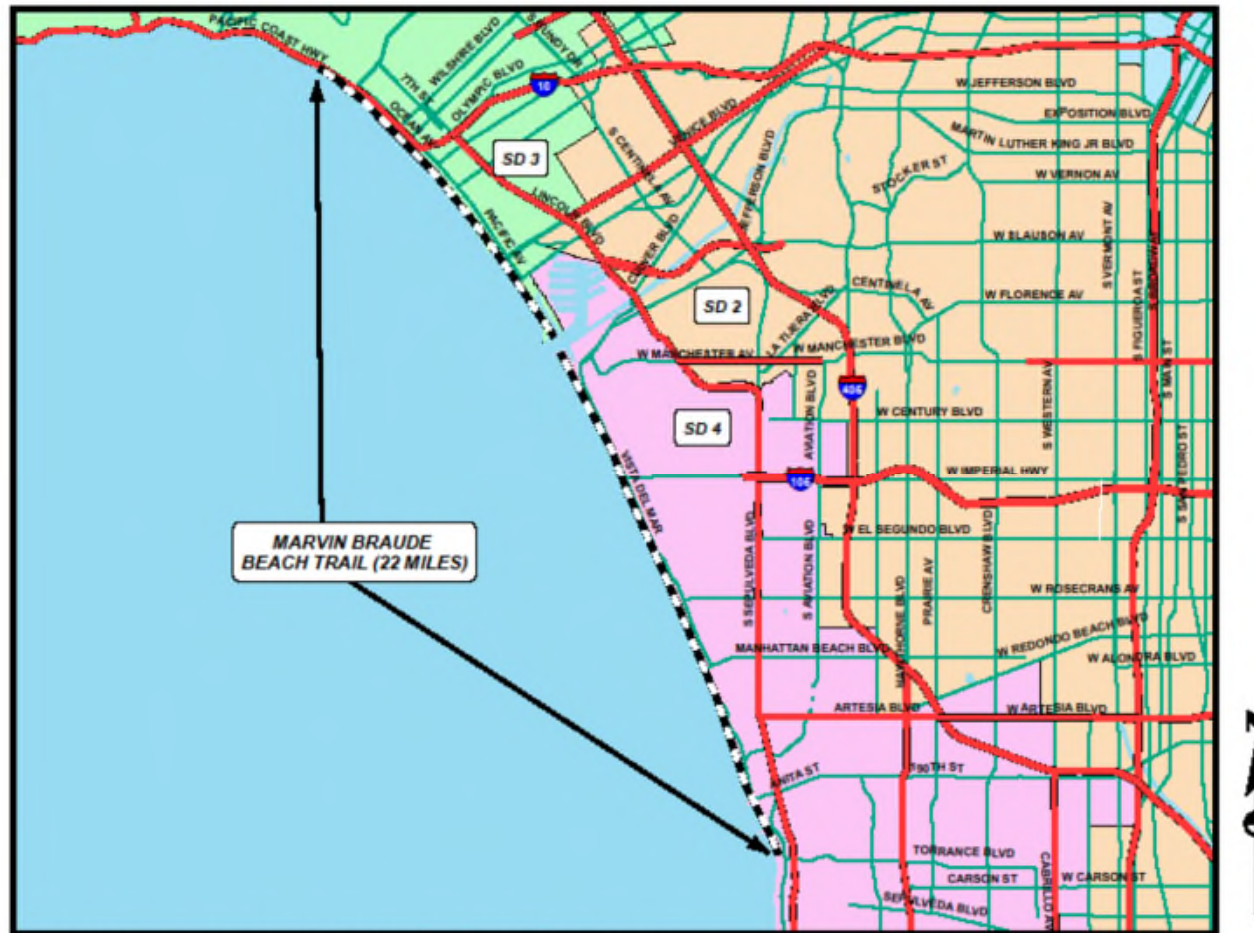 PACIFIC COAST HWY
WILSHIRE BLVD
S BUNDY DR
7TH ST
OLYMPIC BLVD
10
OCEAN AV
W JEFFERSON BLVD
EXPOSITION BLVD
MARTIN LUTHER KING JR BLVD
SD 3
S CENTINELA AV
VENICE BLVD
STOCKER ST
W VERNON AV
LINCOLN BLVD
JEFFERSON BLVD
PACIFIC AV
CULVER BLVD
W SLAUSON AV
S VERMONT AV
S BROADWAY
SD 2
CENTINELA AV
W FLORENCE AV
LA TIJERA BLVD
S FIGUEROA ST
S MAIN ST
W MANCHESTER AV
W MANCHESTER BLVD
405
SD 4
AVIATION BLVD
W CENTURY BLVD
S WESTERN AV
VISTA DEL MAR
105
W IMPERIAL HWY
S SAN PEDRO ST
MARVIN BRAUDE
BEACH TRAIL (22 MILES)
W EL SEGUNDO BLVD
S SEPULVEDA BLVD
S AVIATION BLVD
CRENSHAW BLVD
PRAIRIE AV
W ROSECRANS AV
HAWTHORNE BLVD
MANHATTAN BEACH BLVD
W REDONDO BEACH BLVD
W ALONDRA BLVD
ARTESIA BLVD
W ARTESIA BLVD
ANITA ST
190TH ST
TORRANCE BLVD
CARSON ST
CABRILLO AV
W CARSON ST
SEPULVEDA BLVD
N